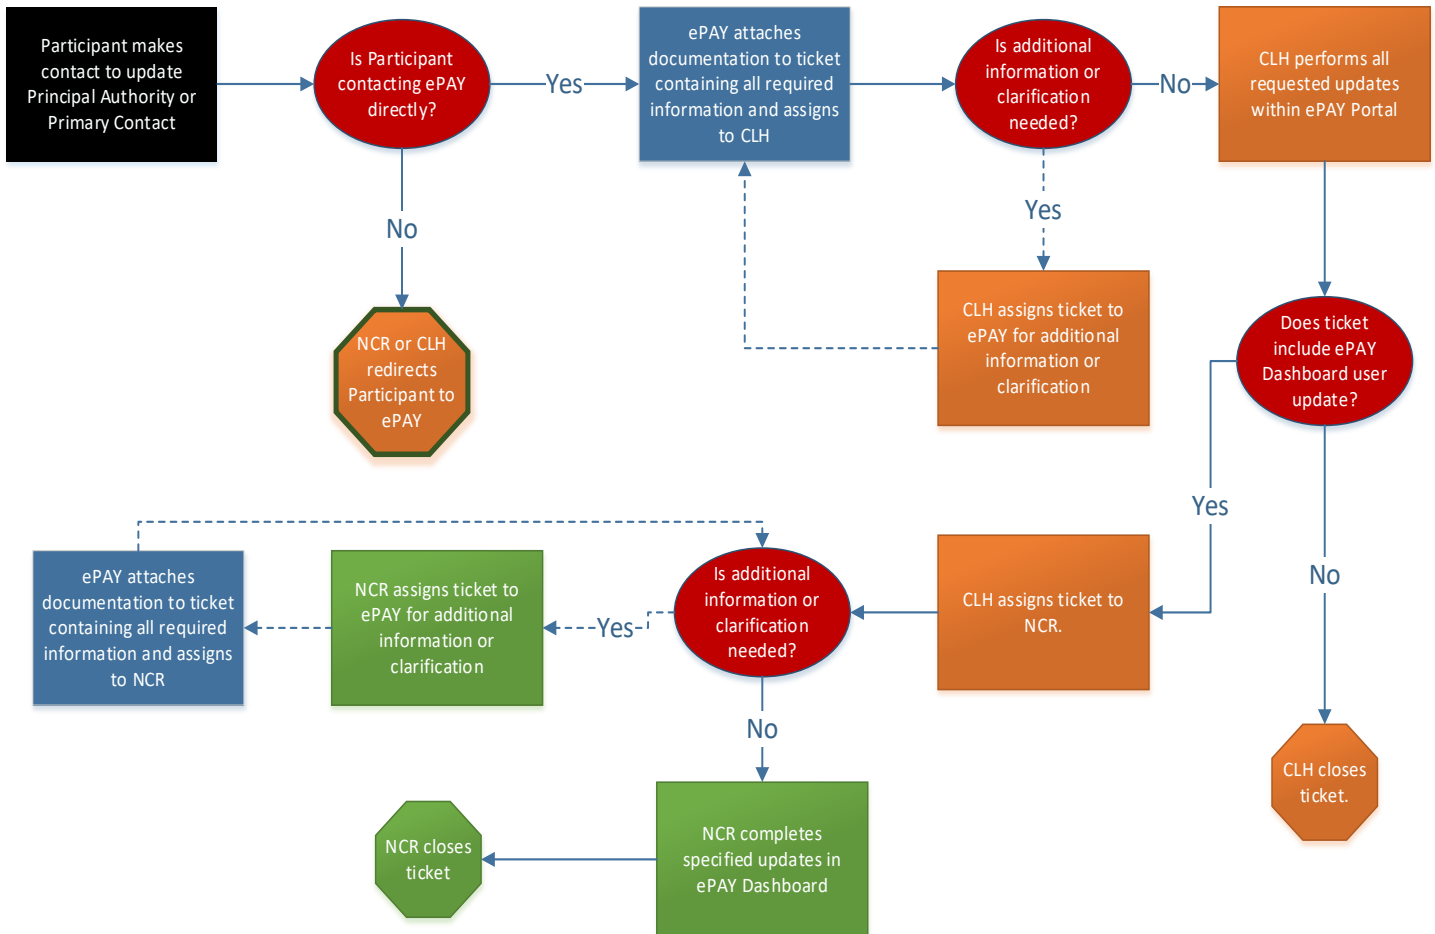 Participant makes
contact to update
Principal Authority or
Primary Contact
Is Participant
contacting ePAY
directly?
Yes
ePAY attaches
documentation to ticket
containing all required
information and assigns
to CLH
Is additional
information or
clarification
needed?
No
CLH performs all
requested updates
within ePAY Portal
No
Yes
NCR or CLH
redirects
Participant to
ePAY
CLH assigns ticket to
ePAY for additional
information or
clarification
Does ticket
include ePAY
Dashboard user
update?
Yes
No
ePAY attaches
documentation to ticket
containing all required
information and assigns
to NCR
NCR assigns ticket to
ePAY for additional
information or
clarification
Yes
Is additional
information or
clarification
needed?
CLH assigns ticket to
NCR.
No
CLH closes
ticket.
NCR closes
ticket
NCR completes
specified updates in
ePAY Dashboard